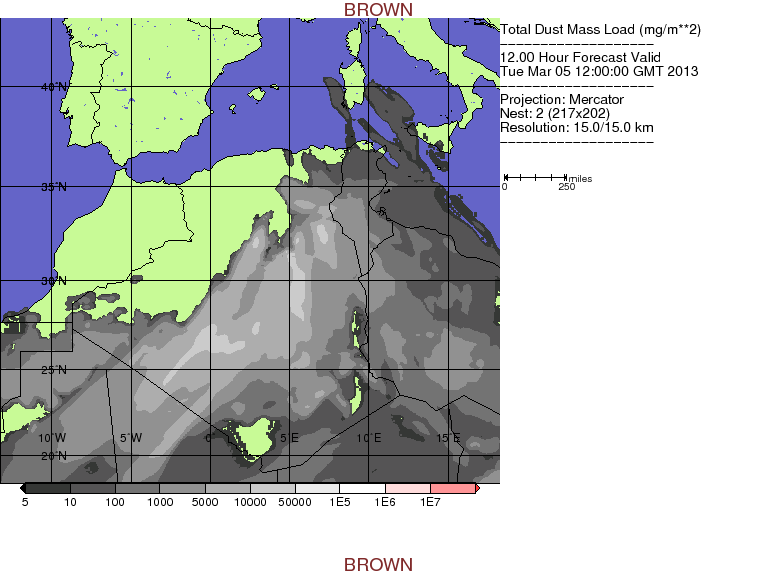 BROWN
Total Dust Mass Load (mg/m**2)
12.00 Hour Forecast Valid
Tue Mar 05 12:00:00 GMT 2013
Projection: Mercator
Nest: 2 (217x202)
Resolution: 15.0/15.0 km
0 250 miles
40°N
35°N
30°N
25°N
10°W 5°W 0° 5°E 10°E 15°E
20°N
5 10 100 1000 5000 10000 50000 1E5 1E6 1E7
BROWN